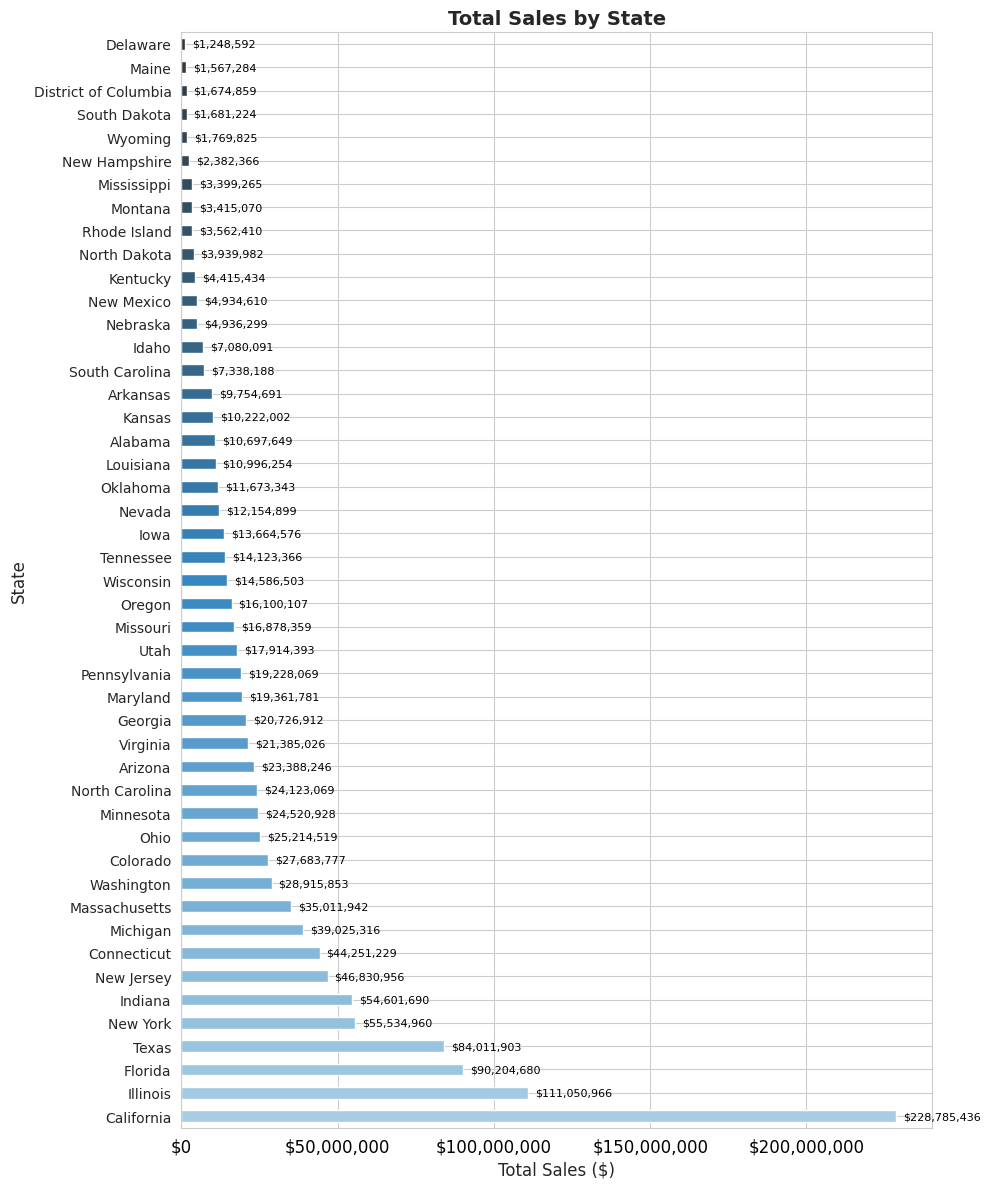 Total Sales by State
Delaware $1,248,592
Maine $1,567,284
District of Columbia $1,674,859
South Dakota $1,681,224
Wyoming $1,769,825
New Hampshire $2,382,366
Mississippi $3,399,265
Montana $3,415,070
Rhode Island $3,562,410
North Dakota $3,939,982
Kentucky $4,415,434
New Mexico $4,934,610
Nebraska $4,936,299
Idaho $7,080,091
South Carolina $7,338,188
Arkansas $9,754,691
Kansas $10,222,002
Alabama $10,697,649
Louisiana $10,996,254
Oklahoma $11,673,343
Nevada $12,154,899
Iowa $13,664,576
Tennessee $14,123,366
Wisconsin $14,586,503
Oregon $16,100,107
Missouri $16,878,359
Utah $17,914,393
Pennsylvania $19,228,069
Maryland $19,361,781
Georgia $20,726,912
Virginia $21,385,026
Arizona $23,388,246
North Carolina $24,123,069
Minnesota $24,520,928
Ohio $25,214,519
Colorado $27,683,777
Washington $28,915,853
Massachusetts $35,011,942
Michigan $39,025,316
Connecticut $44,251,229
New Jersey $46,830,956
Indiana $54,601,690
New York $55,534,960
Texas $84,011,903
Florida $90,204,680
Illinois $111,050,966
California $228,785,436
State
$0 $50,000,000 $100,000,000 $150,000,000 $200,000,000
Total Sales ($)